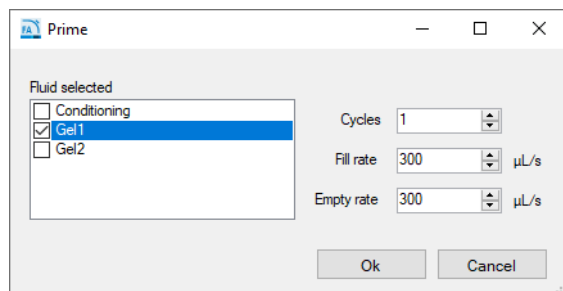 FA Prime
Fluid selected
Conditioning
Gel1
Gel2
Cycles 1
Fill rate 300 µL/s
Empty rate 300 µL/s
Ok Cancel